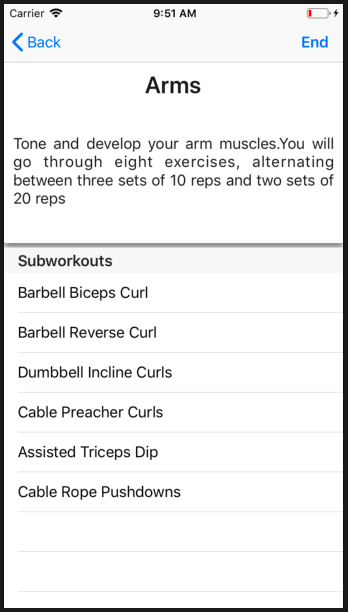 Carrier 9:51 AM
Back End
Arms
Tone and develop your arm muscles.You will
go through eight exercises, alternating
between three sets of 10 reps and two sets of
20 reps
Subworkouts
Barbell Biceps Curl
Barbell Reverse Curl
Dumbbell Incline Curls
Cable Preacher Curls
Assisted Triceps Dip
Cable Rope Pushdowns